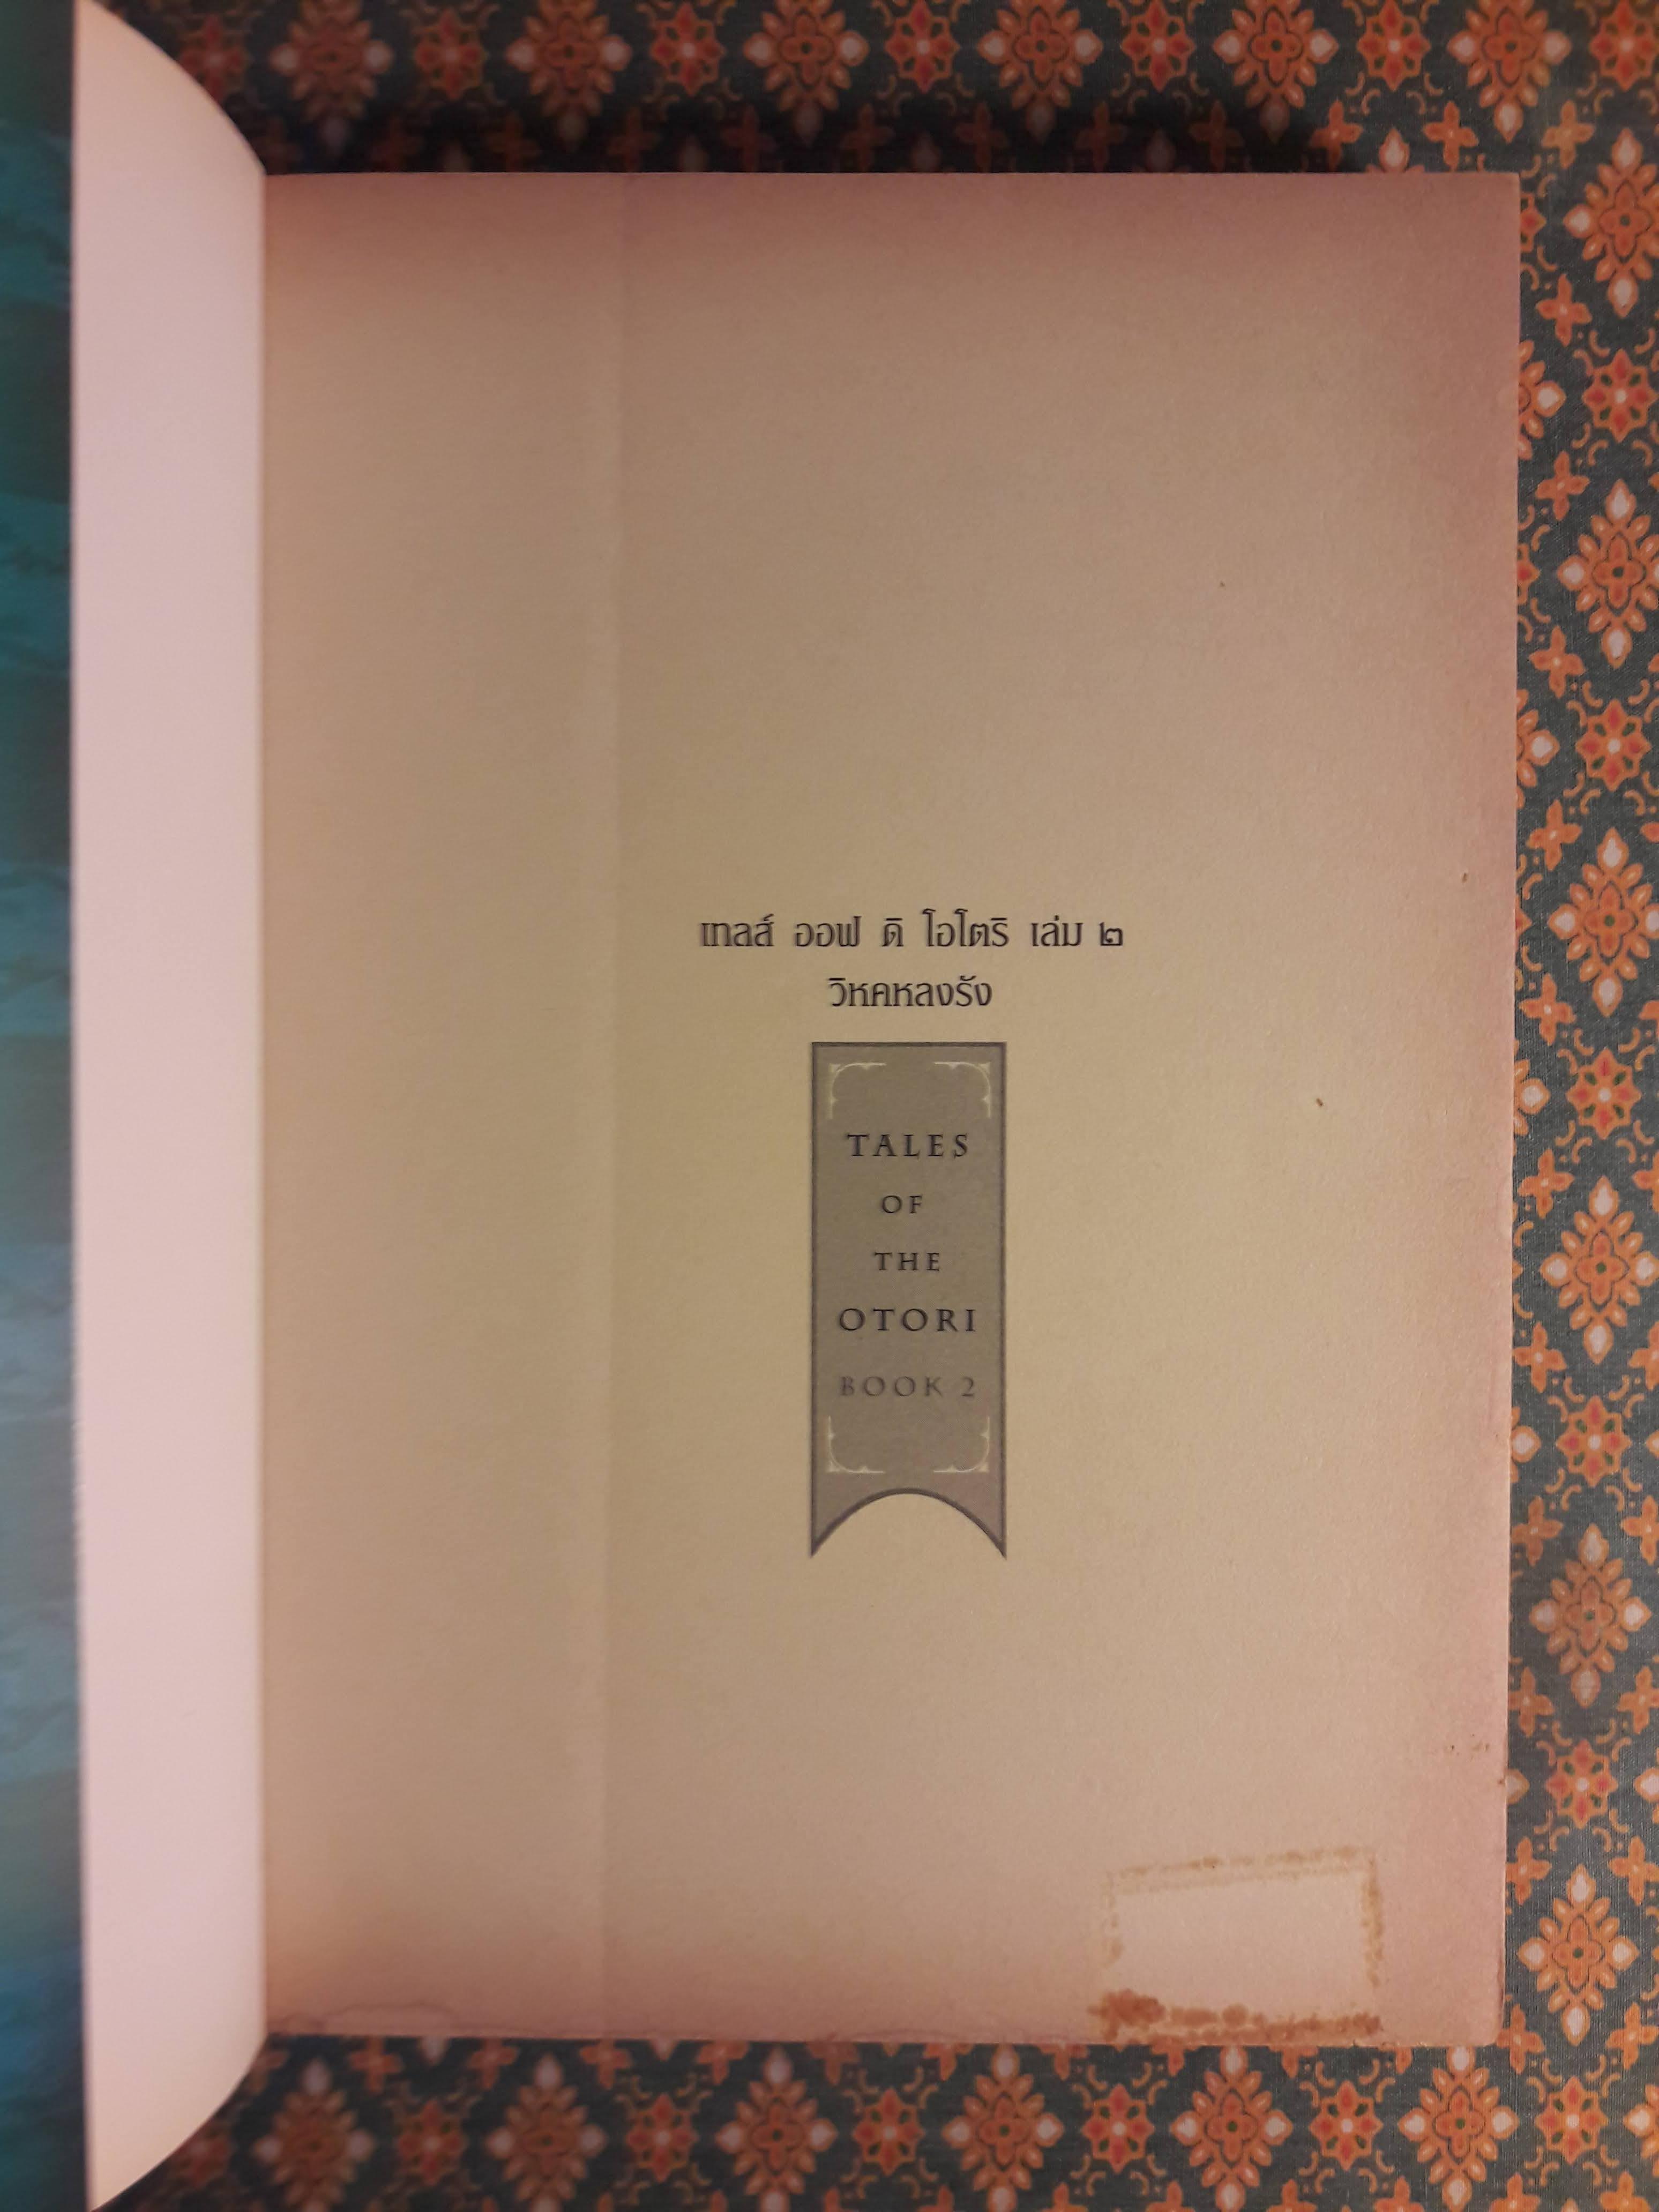 เทลส์ ออฟ ดิ โอโตริ เล่ม ๒
วิหคหลงรัง
TALES
OF
THE
OTORI
BOOK 2